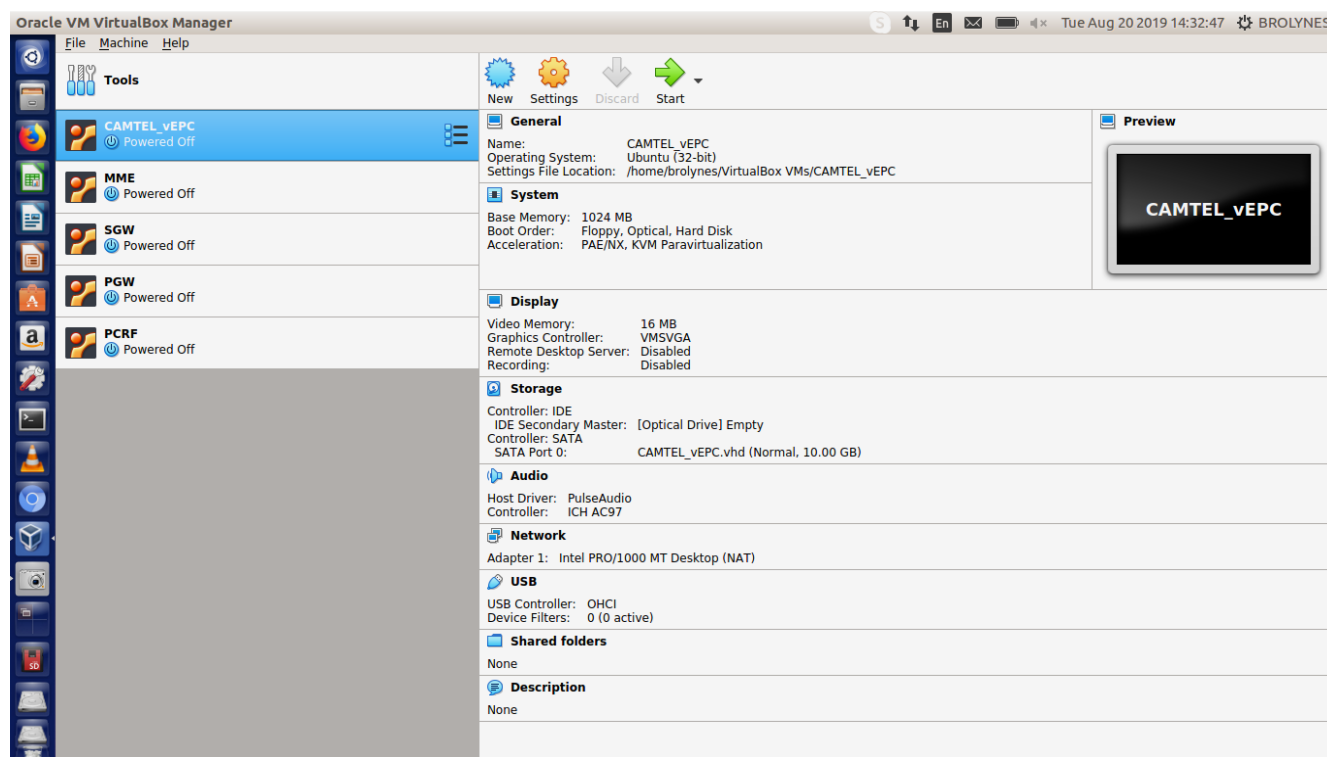 Oracle VM VirtualBox Manager
S En Tue Aug 20 2019 14:32:47 BROLYNES
File Machine Help
Tools
New Settings Discard Start
CAMTEL_vEPC
Powered Off
MME
Powered Off
SGW
Powered Off
PGW
Powered Off
PCRF
Powered Off
General
Name: CAMTEL_vEPC
Operating System: Ubuntu (32-bit)
Settings File Location: /home/brolynes/VirtualBox VMs/CAMTEL_vEPC
Preview
CAMTEL_vEPC
System
Base Memory: 1024 MB
Boot Order: Floppy, Optical, Hard Disk
Acceleration: PAE/NX, KVM Paravirtualization
Display
Video Memory: 16 MB
Graphics Controller: VMSVGA
Remote Desktop Server: Disabled
Recording: Disabled
Storage
Controller: IDE
IDE Secondary Master: [Optical Drive] Empty
Controller: SATA
SATA Port 0: CAMTEL_vEPC.vhd (Normal, 10.00 GB)
Audio
Host Driver: PulseAudio
Controller: ICH AC97
Network
Adapter 1: Intel PRO/1000 MT Desktop (NAT)
USB
USB Controller: OHCI
Device Filters: 0 (0 active)
Shared folders
None
Description
None
a
SD